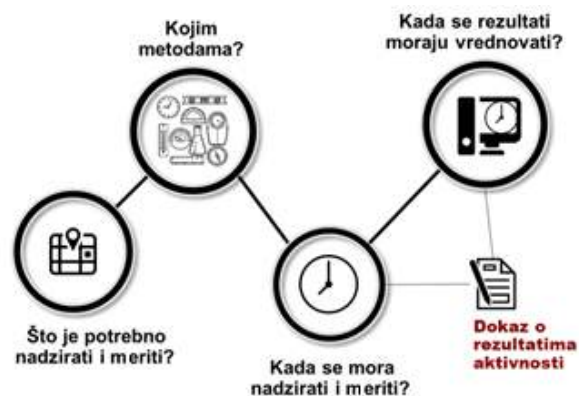 Kojim
metodama?
Kada se rezultati
moraju vrednovati?
Što je potrebno
nadzirati i meriti?
Kada se mora
nadzirati i meriti?
Dokaz o
rezultatima
aktivnosti